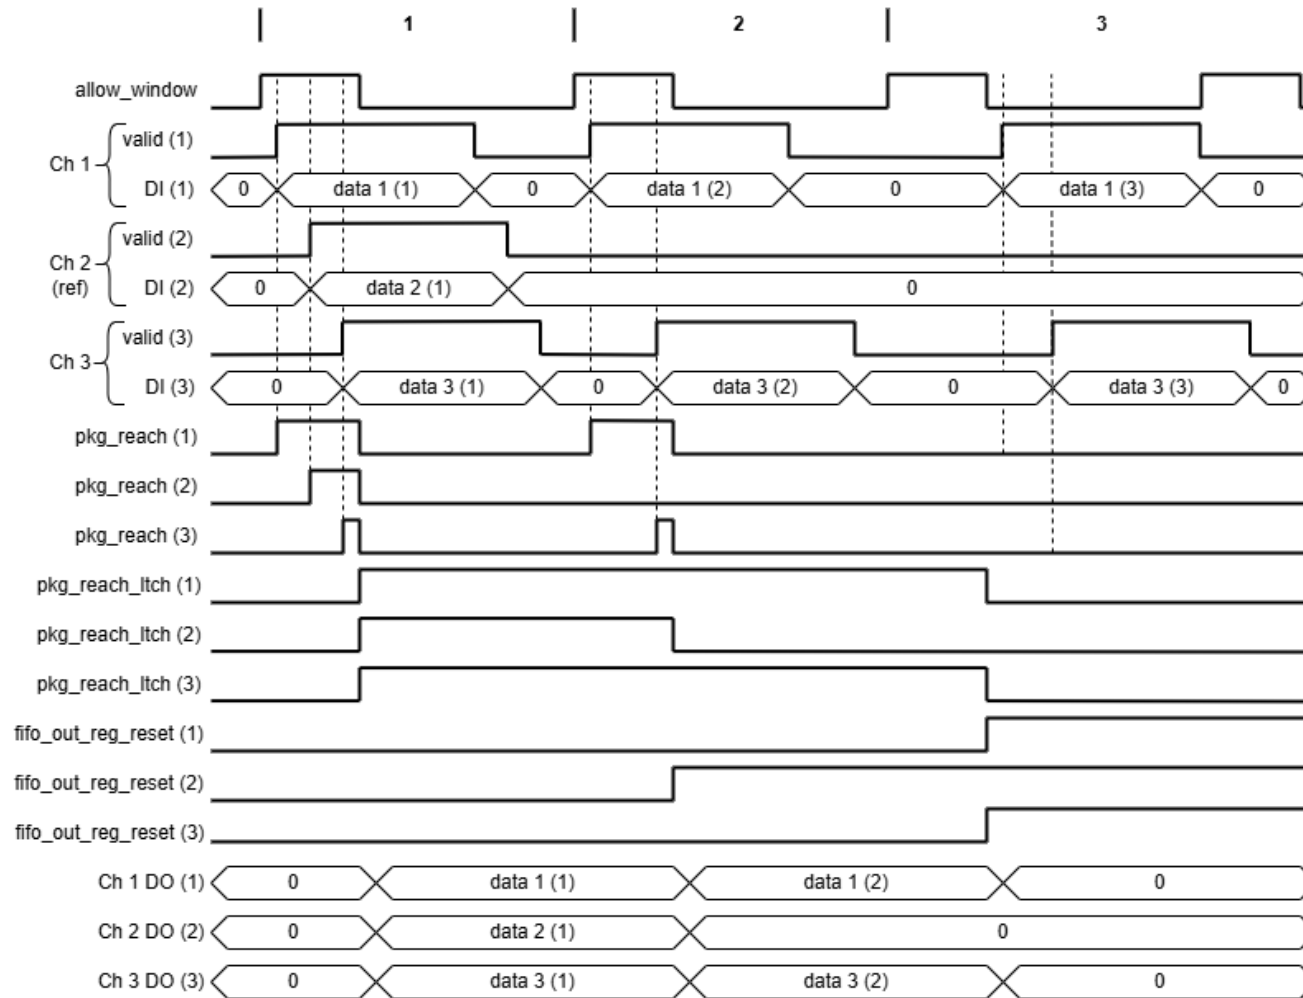 1 2 3
allow_window
valid (1)
Ch 1
DI (1) 0 data 1 (1) 0 data 1 (2) 0 data 1 (3) 0
valid (2)
Ch 2
(ref)
DI (2) 0 data 2 (1) 0
valid (3)
Ch 3
DI (3) 0 data 3 (1) 0 data 3 (2) 0 data 3 (3) 0
pkg_reach (1)
pkg_reach (2)
pkg_reach (3)
pkg_reach_ltch (1)
pkg_reach_ltch (2)
pkg_reach_ltch (3)
fifo_out_reg_reset (1)
fifo_out_reg_reset (2)
fifo_out_reg_reset (3)
Ch 1 DO (1) 0 data 1 (1) data 1 (2) 0
Ch 2 DO (2) 0 data 2 (1) 0
Ch 3 DO (3) 0 data 3 (1) data 3 (2) 0